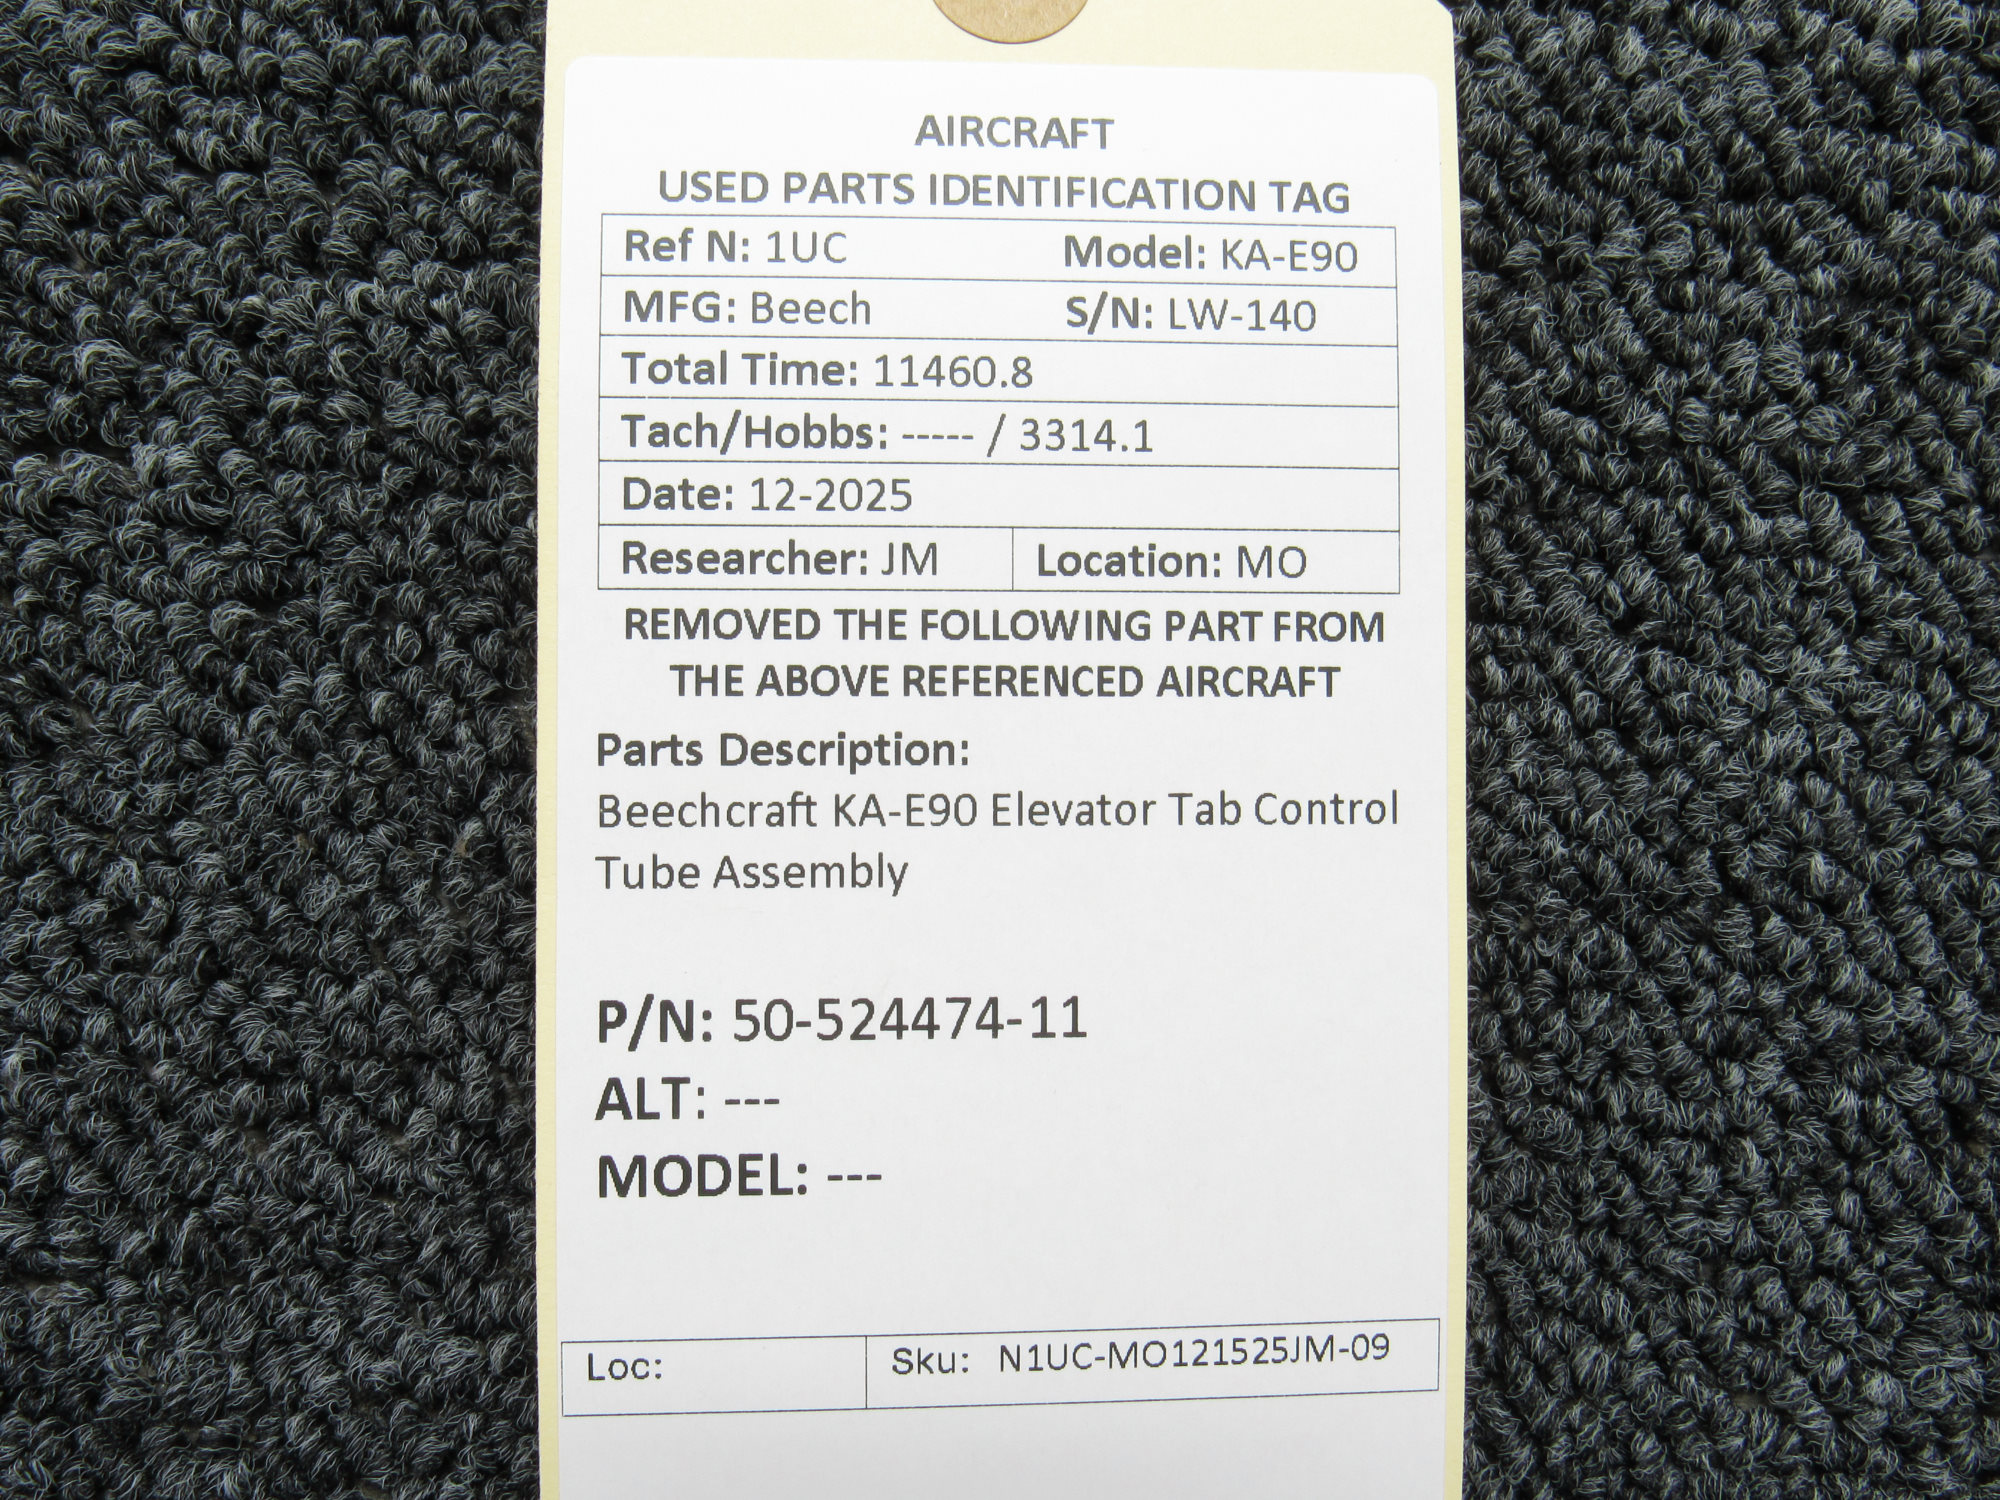 AIRCRAFT
USED PARTS IDENTIFICATION TAG
Ref N: 1UC Model: KA-E90
MFG: Beech S/N: LW-140
Total Time: 11460.8
Tach/Hobbs: ----- / 3314.1
Date: 12-2025
Researcher: JM Location: MO
REMOVED THE FOLLOWING PART FROM
THE ABOVE REFERENCED AIRCRAFT
Parts Description:
Beechcraft KA-E90 Elevator Tab Control
Tube Assembly
P/N: 50-524474-11
ALT: ---
MODEL: ---
Loc: Sku: N1UC-MO121525JM-09